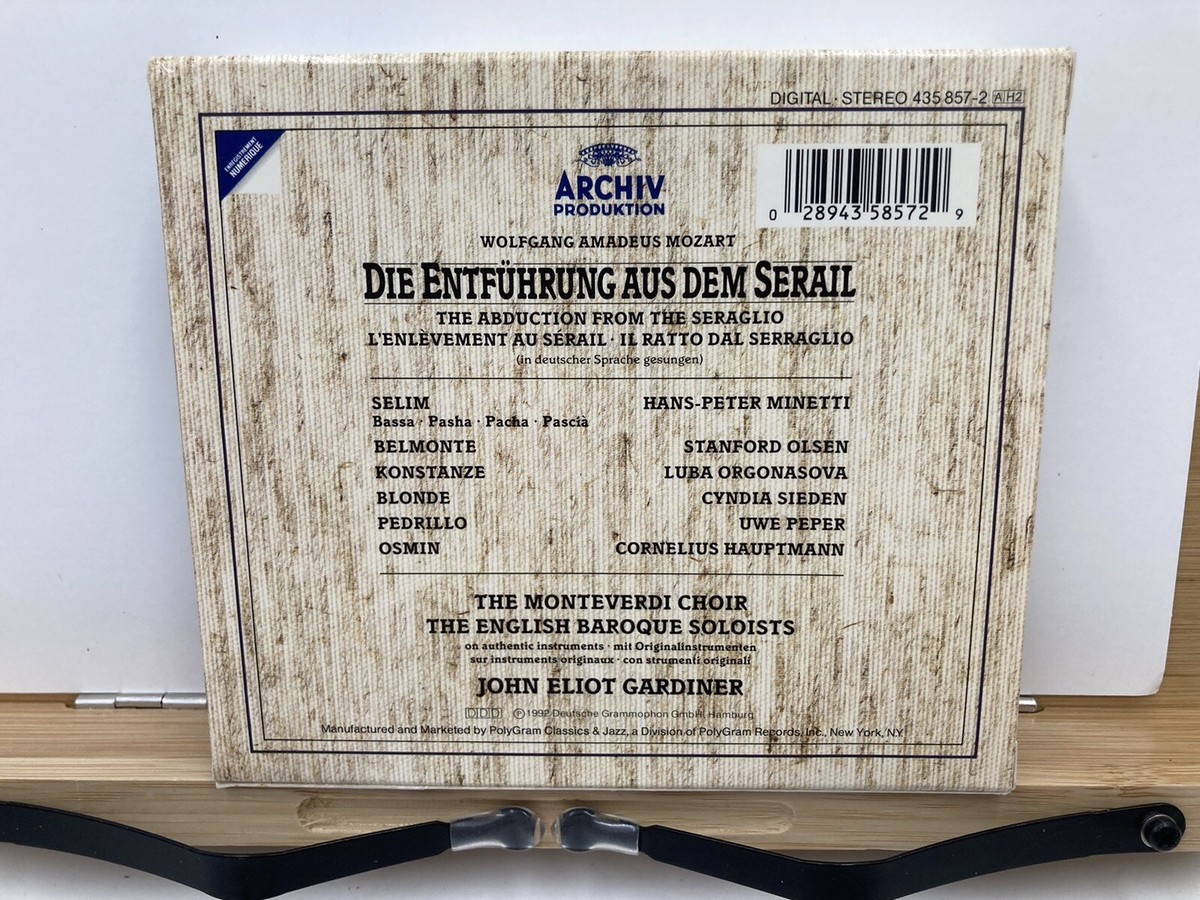 DIGITAL · STEREO 435 857-2 AH2
ENREGISTREMENT
NUMERIQUE
ARCHIV
PRODUKTION
0 28943 58572 9
WOLFGANG AMADEUS MOZART
DIE ENTFÜHRUNG AUS DEM SERAIL
THE ABDUCTION FROM THE SERAGLIO
L'ENLÈVEMENT AU SÉRAIL · IL RATTO DAL SERRAGLIO
(in deutscher Sprache gesungen)
SELIM HANS-PETER MINETTI
Bassa · Pasha · Pacha · Pascià
BELMONTE STANFORD OLSEN
KONSTANZE LUBA ORGONASOVA
BLONDE CYNDIA SIEDEN
PEDRILLO UWE PEPER
OSMIN CORNELIUS HAUPTMANN
THE MONTEVERDI CHOIR
THE ENGLISH BAROQUE SOLOISTS
on authentic instruments · mit Originalinstrumenten
sur instruments originaux · con strumenti originali
JOHN ELIOT GARDINER
DDD ℗ 1992 Deutsche Grammophon GmbH, Hamburg
Manufactured and Marketed by PolyGram Classics & Jazz, a Division of PolyGram Records, Inc., New York, NY